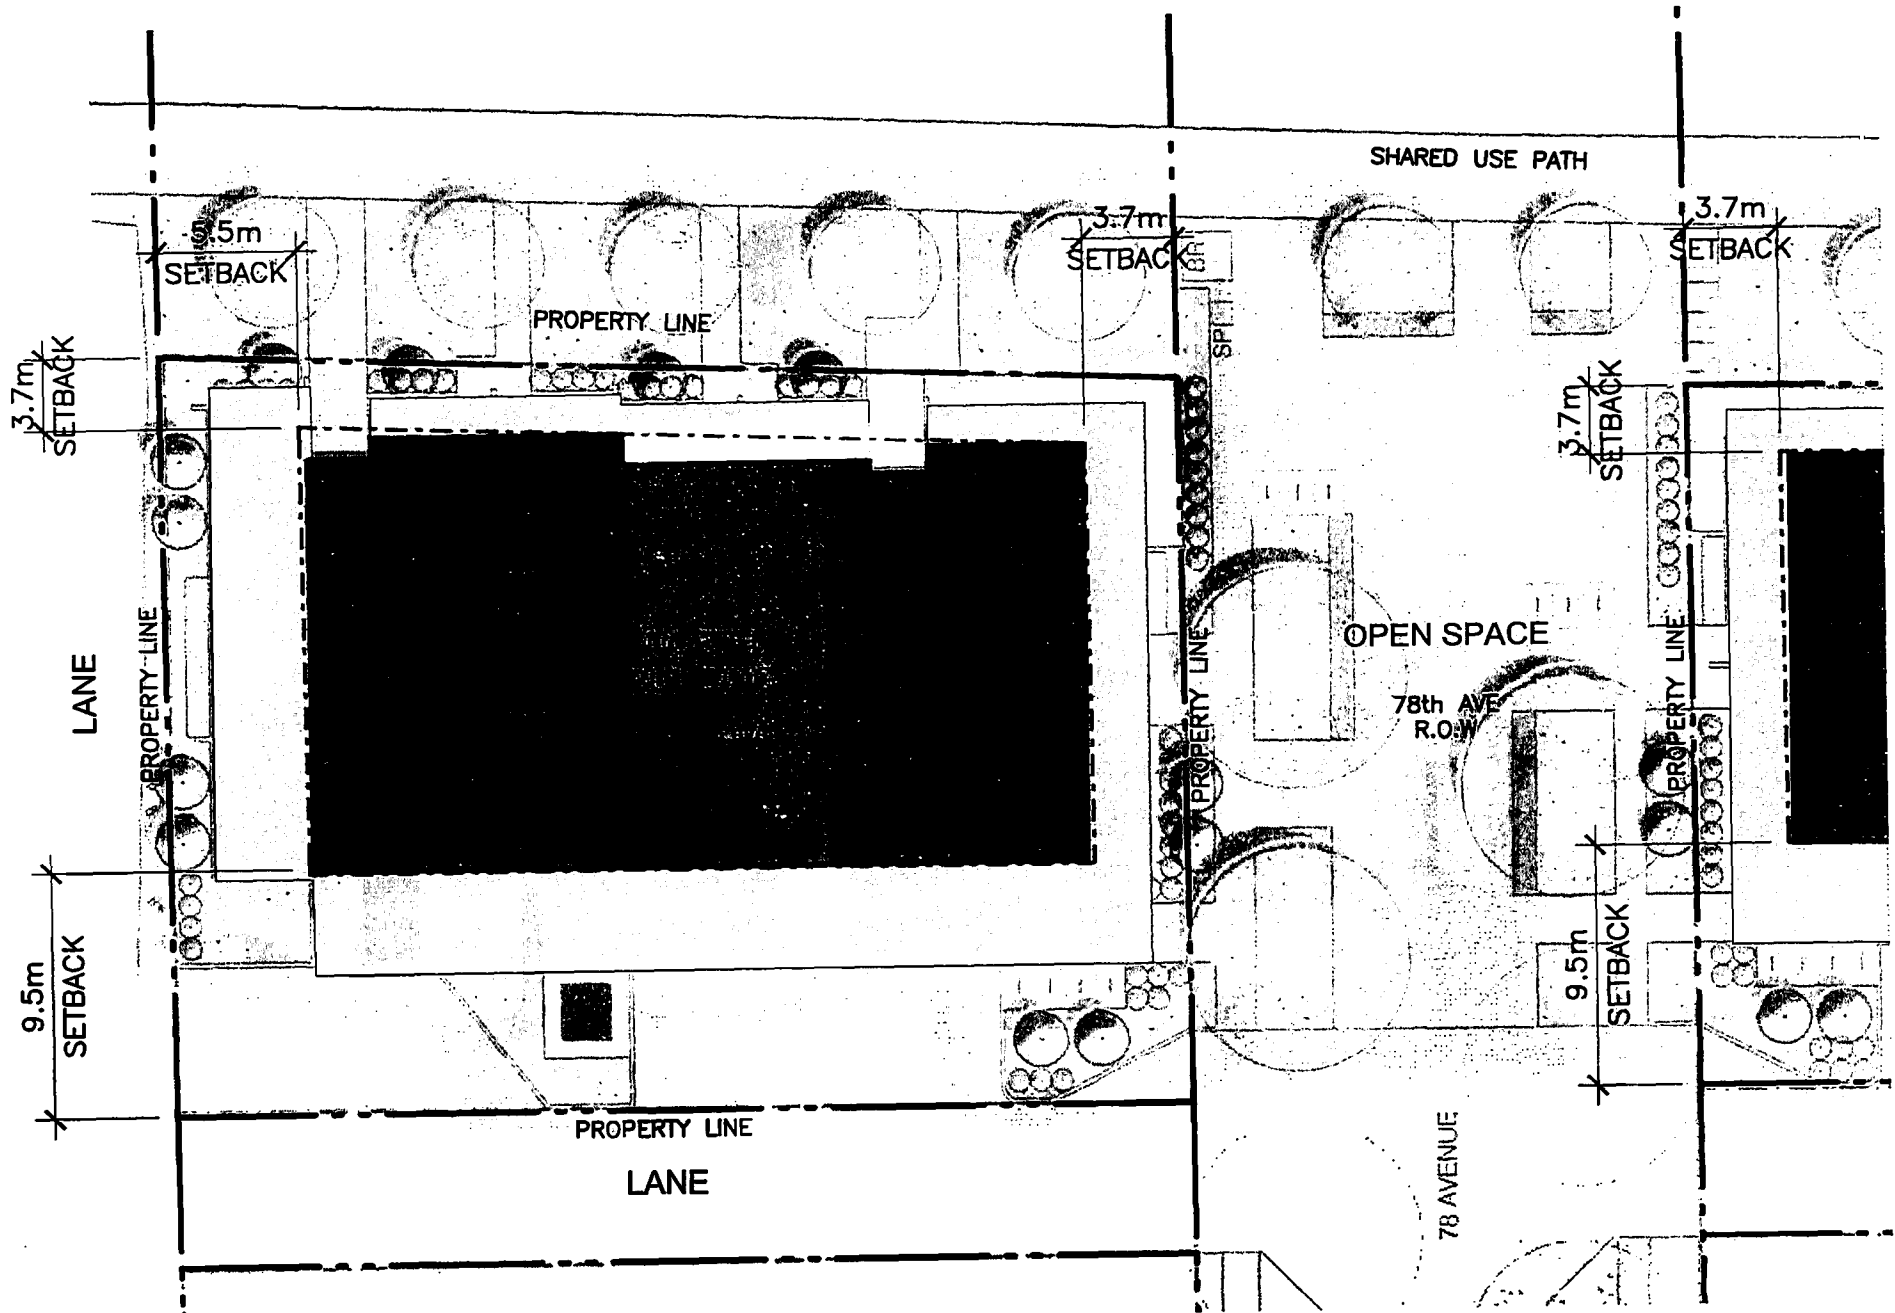 SHARED USE PATH
5.5m
SETBACK
3.7m
SETBACK
3.7m
SETBACK
BR
SP
PROPERTY LINE
3.7m
SETBACK
3.7m
SETBACK
LANE
PROPERTY LINE
PROPERTY LINE
OPEN SPACE
78th AVE
R.O.W
PROPERTY LINE
9.5m
SETBACK
9.5m
SETBACK
PROPERTY LINE
LANE
78 AVENUE